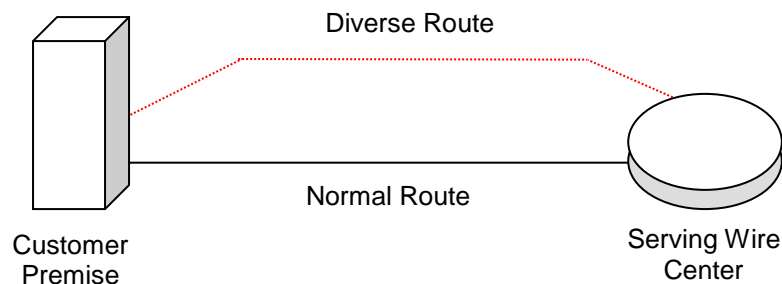 Diverse Route
Normal Route
Customer
Premise
Serving Wire
Center